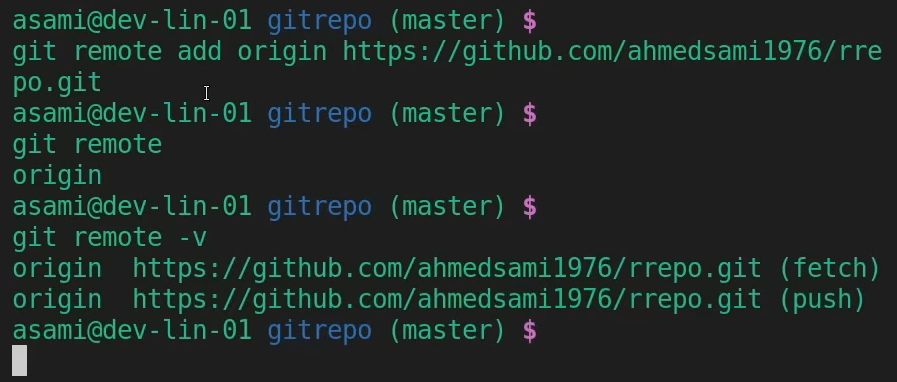 asami@dev-lin-01 gitrepo (master) $
git remote add origin https://github.com/ahmedsami1976/rre
po.git
asami@dev-lin-01 gitrepo (master) $
git remote
origin
asami@dev-lin-01 gitrepo (master) $
git remote -v
origin  https://github.com/ahmedsami1976/rrepo.git (fetch)
origin  https://github.com/ahmedsami1976/rrepo.git (push)
asami@dev-lin-01 gitrepo (master) $